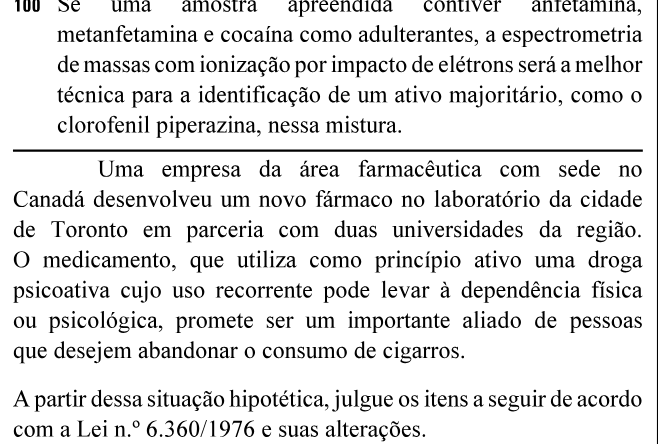 100 Se uma amostra apreendida contiver anfetamina,
metanfetamina e cocaína como adulterantes, a espectrometria
de massas com ionização por impacto de elétrons será a melhor
técnica para a identificação de um ativo majoritário, como o
clorofenil piperazina, nessa mistura.
Uma empresa da área farmacêutica com sede no
Canadá desenvolveu um novo fármaco no laboratório da cidade
de Toronto em parceria com duas universidades da região.
O medicamento, que utiliza como princípio ativo uma droga
psicoativa cujo uso recorrente pode levar à dependência física
ou psicológica, promete ser um importante aliado de pessoas
que desejem abandonar o consumo de cigarros.
A partir dessa situação hipotética, julgue os itens a seguir de acordo
com a Lei n.º 6.360/1976 e suas alterações.